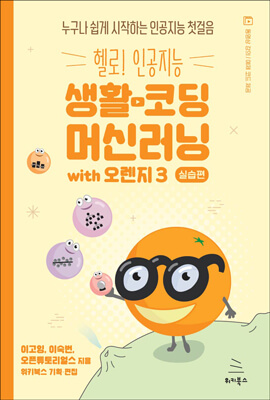 누구나 쉽게 시작하는 인공지능 첫걸음
헬로! 인공지능
생활 코딩
머신러닝
with 오렌지 3 실습편
이고잉, 이숙번,
오픈튜토리얼스 지음
위키북스 기획·편집
위키북스